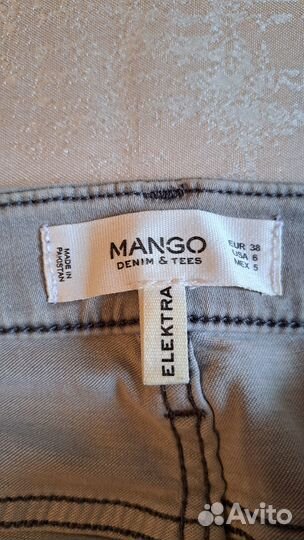 MADE IN
PAKISTAN
MANGO
DENIM & TEES
EUR 38
USA 6
MEX 5
ELEKTRA
Avito